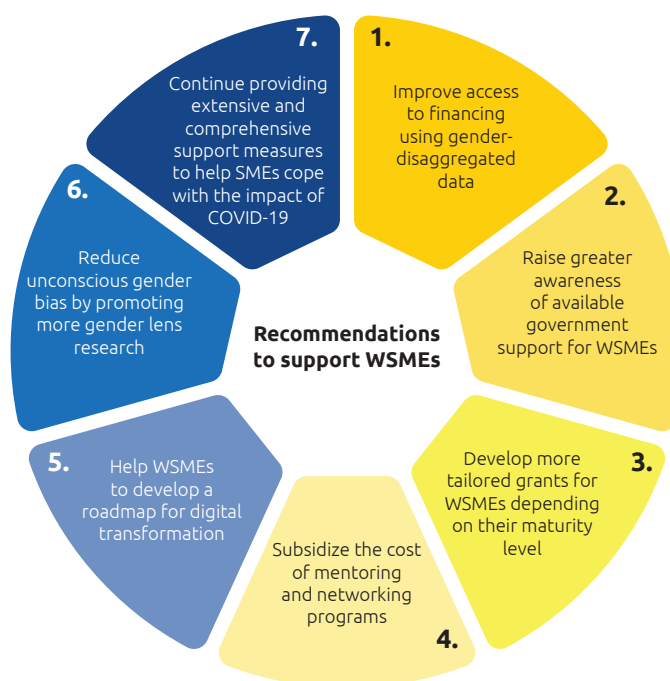 Recommendations
to support WSMEs
1.
Improve access
to financing
using gender-
disaggregated
data
2.
Raise greater
awareness
of available
government
support for WSMEs
3.
Develop more
tailored grants for
WSMEs depending
on their maturity
level
4.
Subsidize the cost
of mentoring
and networking
programs
5.
Help WSMEs
to develop a
roadmap for digital
transformation
6.
Reduce
unconscious gender
bias by promoting
more gender lens
research
7.
Continue providing
extensive and
comprehensive
support measures
to help SMEs cope
with the impact of
COVID-19